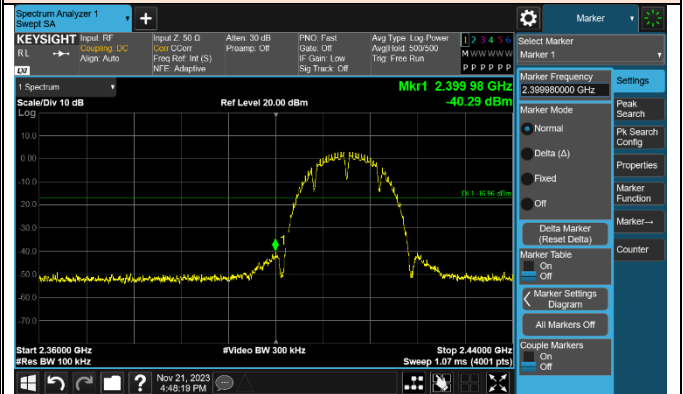 Spectrum Analyzer 1
Swept SA
+
Marker
KEYSIGHT
RL
LXI
Input: RF
Coupling: DC
Align: Auto
Input Z: 50 Ω
Corr CCorr
Freq Ref: Int (S)
NFE: Adaptive
Atten: 30 dB
Preamp: Off
PNO: Fast
Gate: Off
IF Gain: Low
Sig Track: Off
Avg Type: Log-Power
Avg|Hold: 500/500
Trig: Free Run
1 2 3 4 5 6
M W W W W W
P P P P P P
Select Marker
Marker 1
1 Spectrum
Scale/Div 10 dB
Ref Level 20.00 dBm
Mkr1 2.399 98 GHz
-40.29 dBm
Log
10.0
0.00
-10.0
-20.0
-30.0
-40.0
-50.0
-60.0
-70.0
DL1 -16.96 dBm
1
Start 2.36000 GHz
#Res BW 100 kHz
#Video BW 300 kHz
Stop 2.44000 GHz
Sweep 1.07 ms (4001 pts)
Marker Frequency
2.399980000 GHz
Marker Mode
Normal
Delta (Δ)
Fixed
Off
Delta Marker
(Reset Delta)
Marker Table
On
Off
Marker Settings
Diagram
All Markers Off
Couple Markers
On
Off
Settings
Peak
Search
Pk Search
Config
Properties
Marker
Function
Marker→
Counter
?
Nov 21, 2023
4:48:19 PM